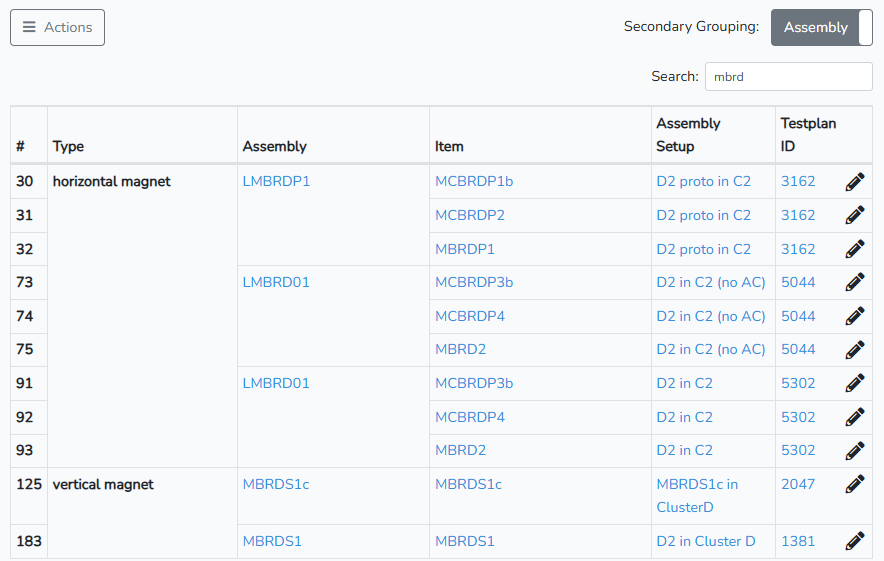 Actions
Secondary Grouping: Assembly
Search: mbrd
# Type Assembly Item Assembly Setup Testplan ID
30 horizontal magnet LMBRDP1 MCBRDP1b D2 proto in C2 3162
31 MCBRDP2 D2 proto in C2 3162
32 MBRDP1 D2 proto in C2 3162
73 LMBRD01 MCBRDP3b D2 in C2 (no AC) 5044
74 MCBRDP4 D2 in C2 (no AC) 5044
75 MBRD2 D2 in C2 (no AC) 5044
91 LMBRD01 MCBRDP3b D2 in C2 5302
92 MCBRDP4 D2 in C2 5302
93 MBRD2 D2 in C2 5302
125 vertical magnet MBRDS1c MBRDS1c MBRDS1c in ClusterD 2047
183 MBRDS1 MBRDS1 D2 in Cluster D 1381